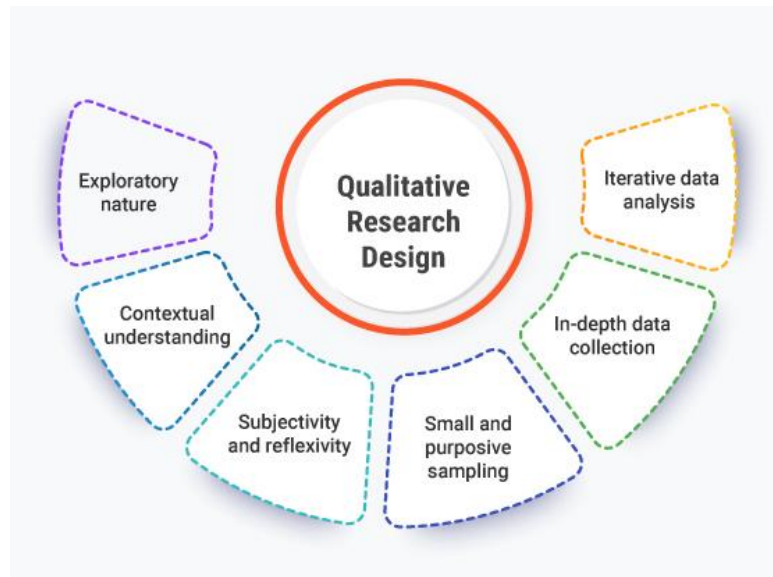 Qualitative
Research
Design
Exploratory
nature
Contextual
understanding
Subjectivity
and reflexivity
Small and
purposive
sampling
In-depth data
collection
Iterative data
analysis